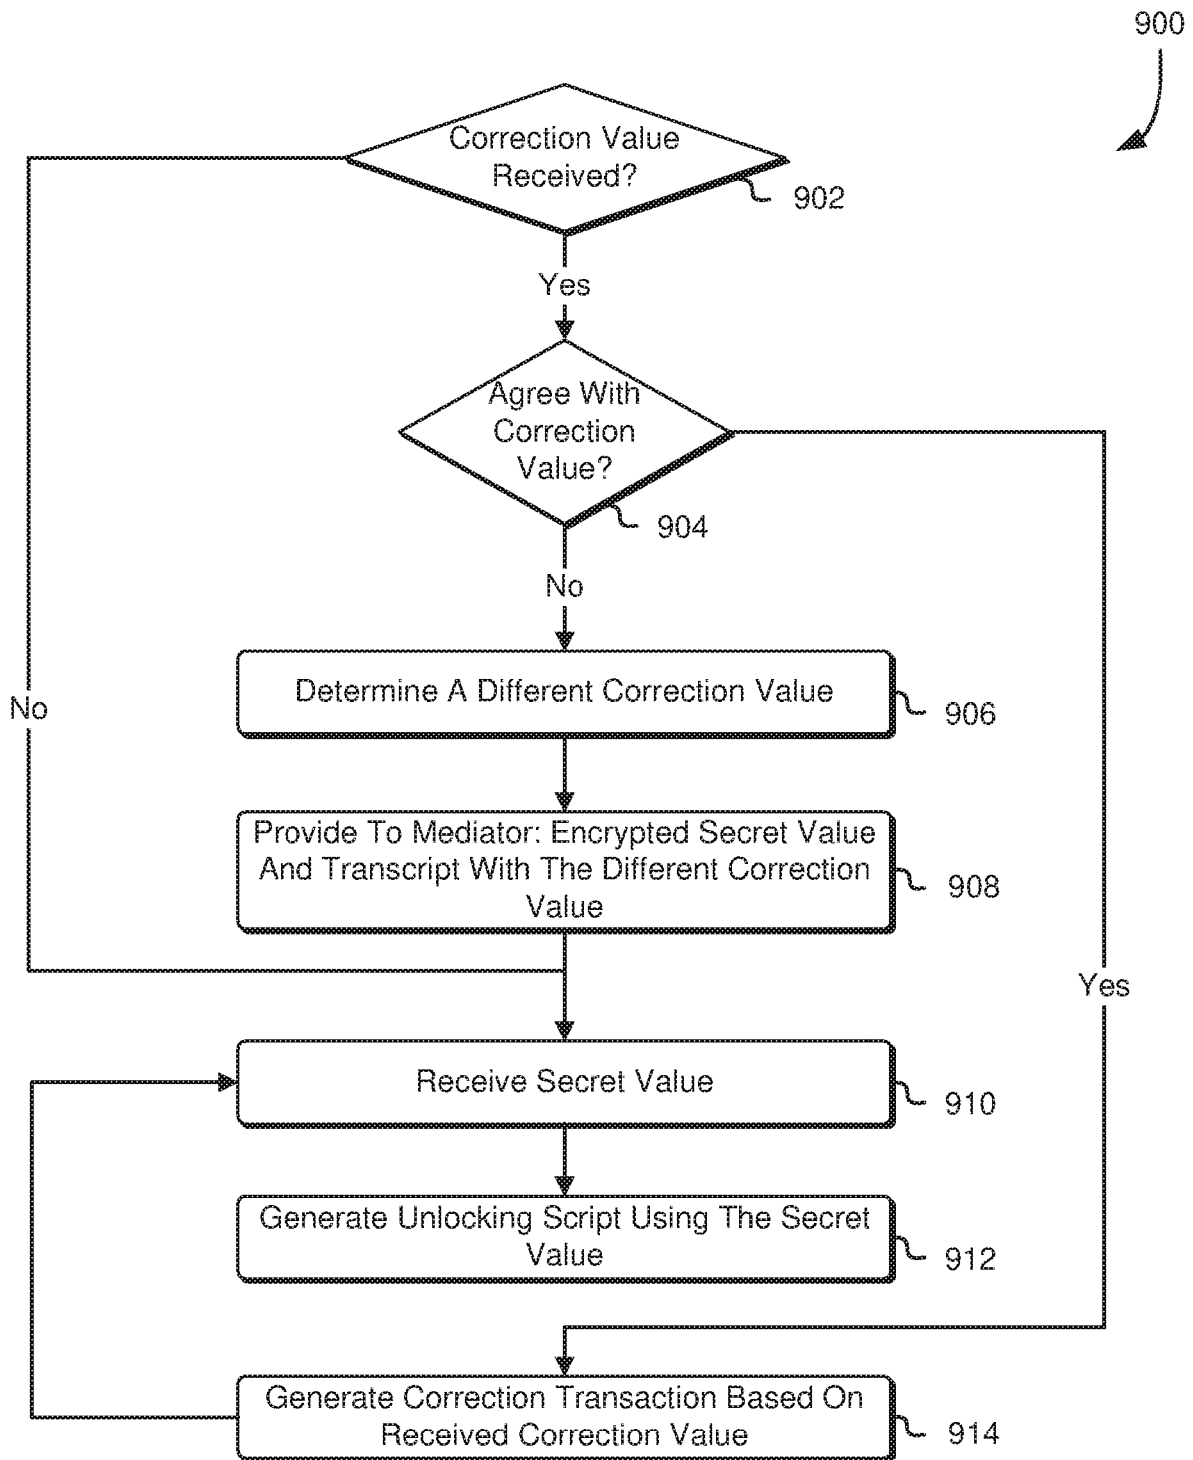 900
Correction Value
Received?
902
Yes
Agree With
Correction
Value?
904
No
Determine A Different Correction Value
906
No
Provide To Mediator: Encrypted Secret Value
And Transcript With The Different Correction
Value
908
Yes
Receive Secret Value
910
Generate Unlocking Script Using The Secret
Value
912
Generate Correction Transaction Based On
Received Correction Value
914